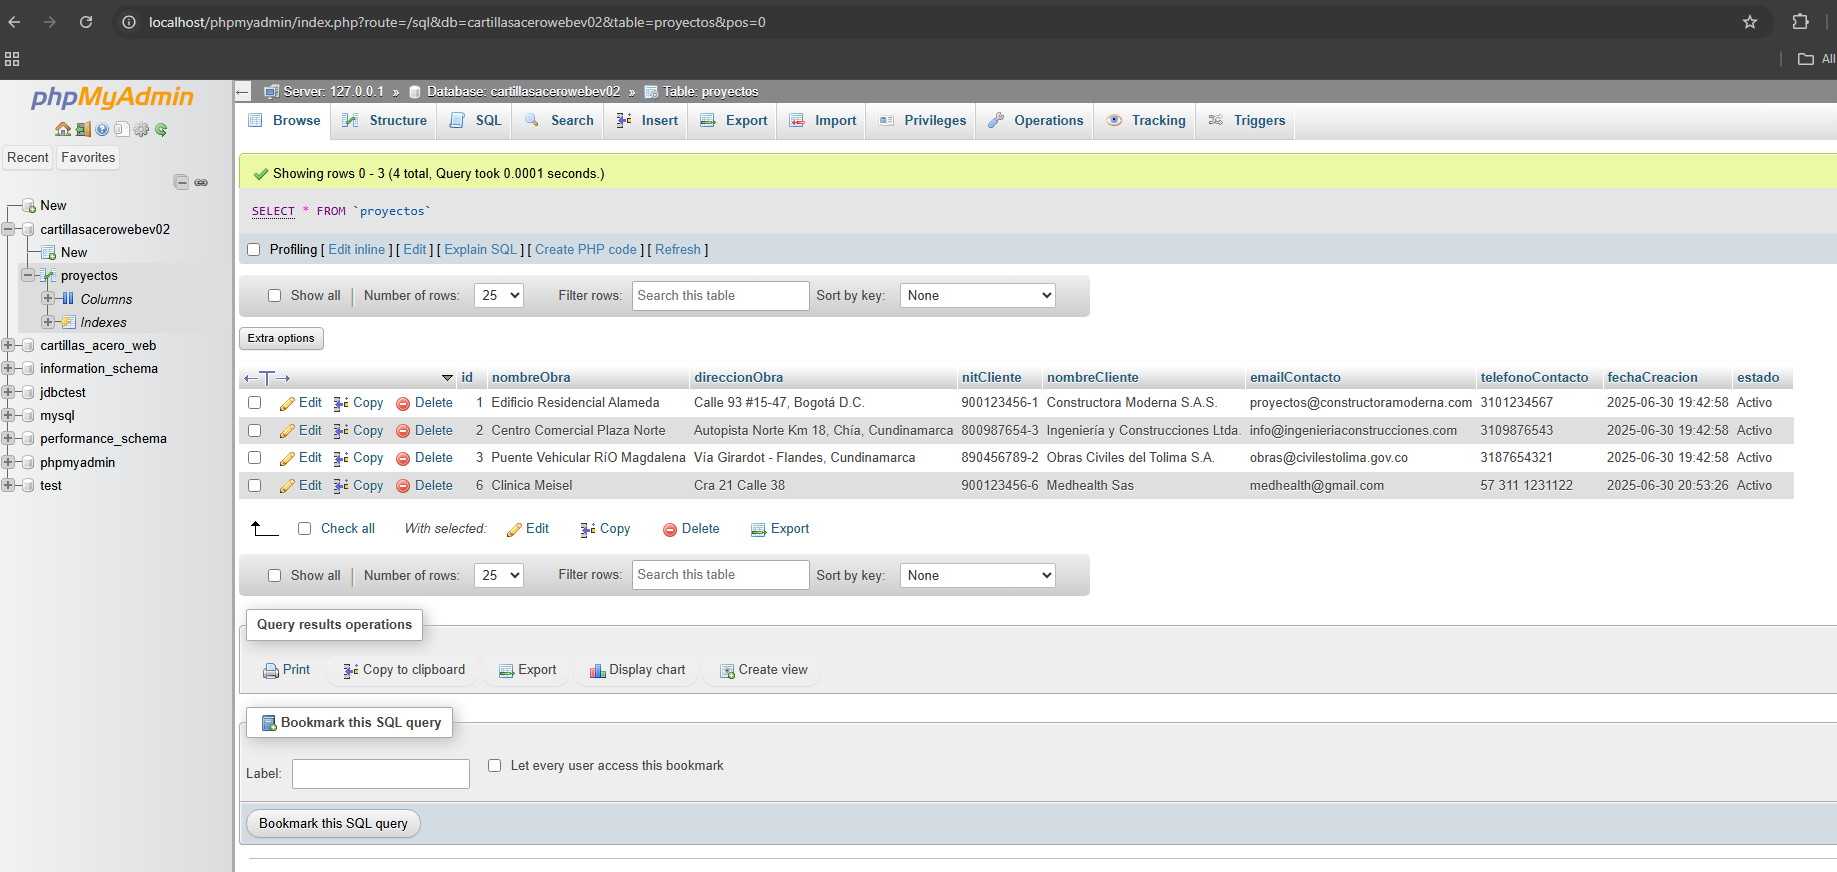 localhost/phpmyadmin/index.php?route=/sql&db=cartillasacerowebev02&table=proyectos&pos=0
All
phpMyAdmin
Recent Favorites
New
cartillasacerowebev02
New
proyectos
Columns
Indexes
cartillas_acero_web
information_schema
jdbctest
mysql
performance_schema
phpmyadmin
test
Server: 127.0.0.1 » Database: cartillasacerowebev02 » Table: proyectos
Browse Structure SQL Search Insert Export Import Privileges Operations Tracking Triggers
Showing rows 0 - 3 (4 total, Query took 0.0001 seconds.)
SELECT * FROM `proyectos`
Profiling [ Edit inline ] [ Edit ] [ Explain SQL ] [ Create PHP code ] [ Refresh ]
Show all Number of rows: 25 Filter rows: Search this table Sort by key: None
Extra options
id nombreObra direccionObra nitCliente nombreCliente emailContacto telefonoContacto fechaCreacion estado
Edit Copy Delete 1 Edificio Residencial Alameda Calle 93 #15-47, Bogotá D.C. 900123456-1 Constructora Moderna S.A.S. proyectos@constructoramoderna.com 3101234567 2025-06-30 19:42:58 Activo
Edit Copy Delete 2 Centro Comercial Plaza Norte Autopista Norte Km 18, Chía, Cundinamarca 800987654-3 Ingeniería y Construcciones Ltda. info@ingenieriaconstrucciones.com 3109876543 2025-06-30 19:42:58 Activo
Edit Copy Delete 3 Puente Vehicular RíO Magdalena Vía Girardot - Flandes, Cundinamarca 890456789-2 Obras Civiles del Tolima S.A. obras@civilestolima.gov.co 3187654321 2025-06-30 19:42:58 Activo
Edit Copy Delete 6 Clinica Meisel Cra 21 Calle 38 900123456-6 Medhealth Sas medhealth@gmail.com 57 311 1231122 2025-06-30 20:53:26 Activo
Check all With selected: Edit Copy Delete Export
Show all Number of rows: 25 Filter rows: Search this table Sort by key: None
Query results operations
Print Copy to clipboard Export Display chart Create view
Bookmark this SQL query
Label: Let every user access this bookmark
Bookmark this SQL query